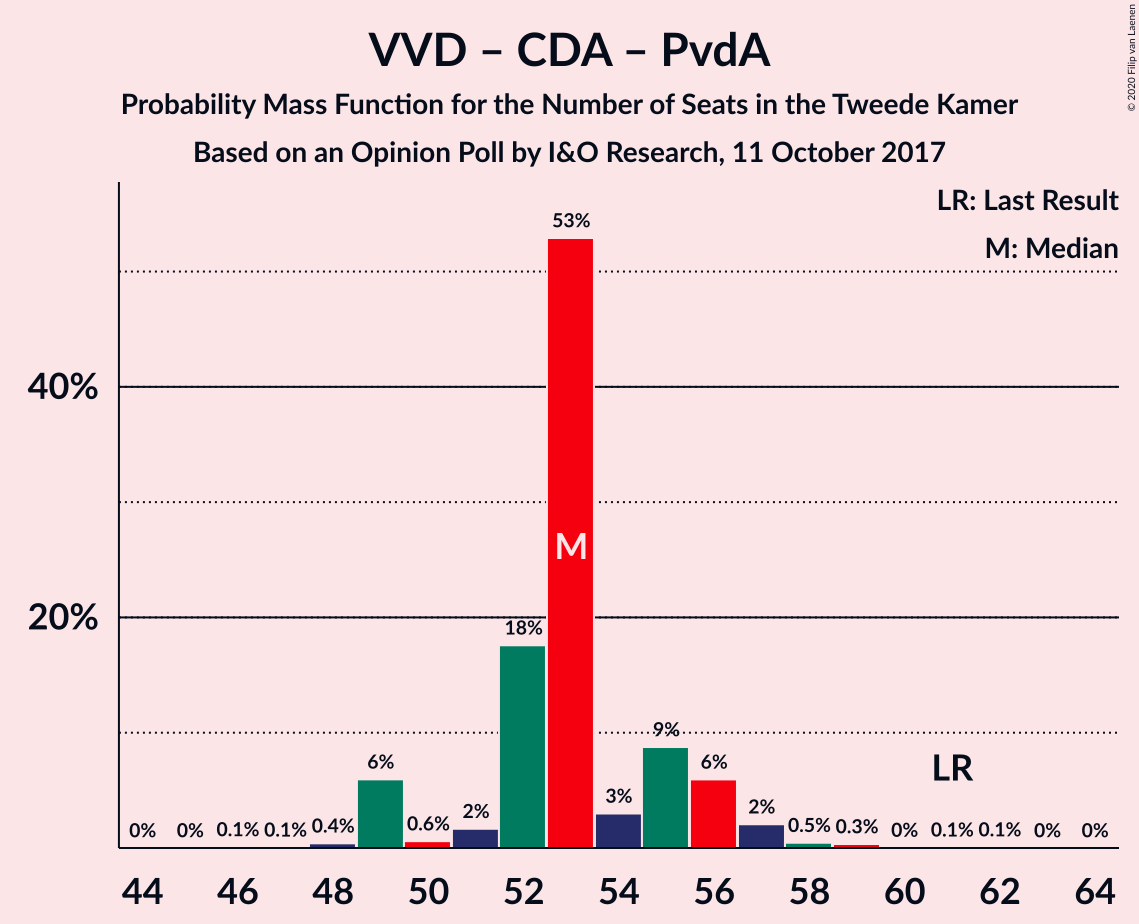 VVD – CDA – PvdA
Probability Mass Function for the Number of Seats in the Tweede Kamer
Based on an Opinion Poll by I&O Research, 11 October 2017
© 2020 Filip van Laenen
LR: Last Result
M: Median
40%
20%
0% 0% 0.1% 0.1% 0.4% 6% 0.6% 2% 18% 53% 3% 9% 6% 2% 0.5% 0.3% 0% 0.1% 0.1% 0% 0%
M
LR
44 46 48 50 52 54 56 58 60 62 64